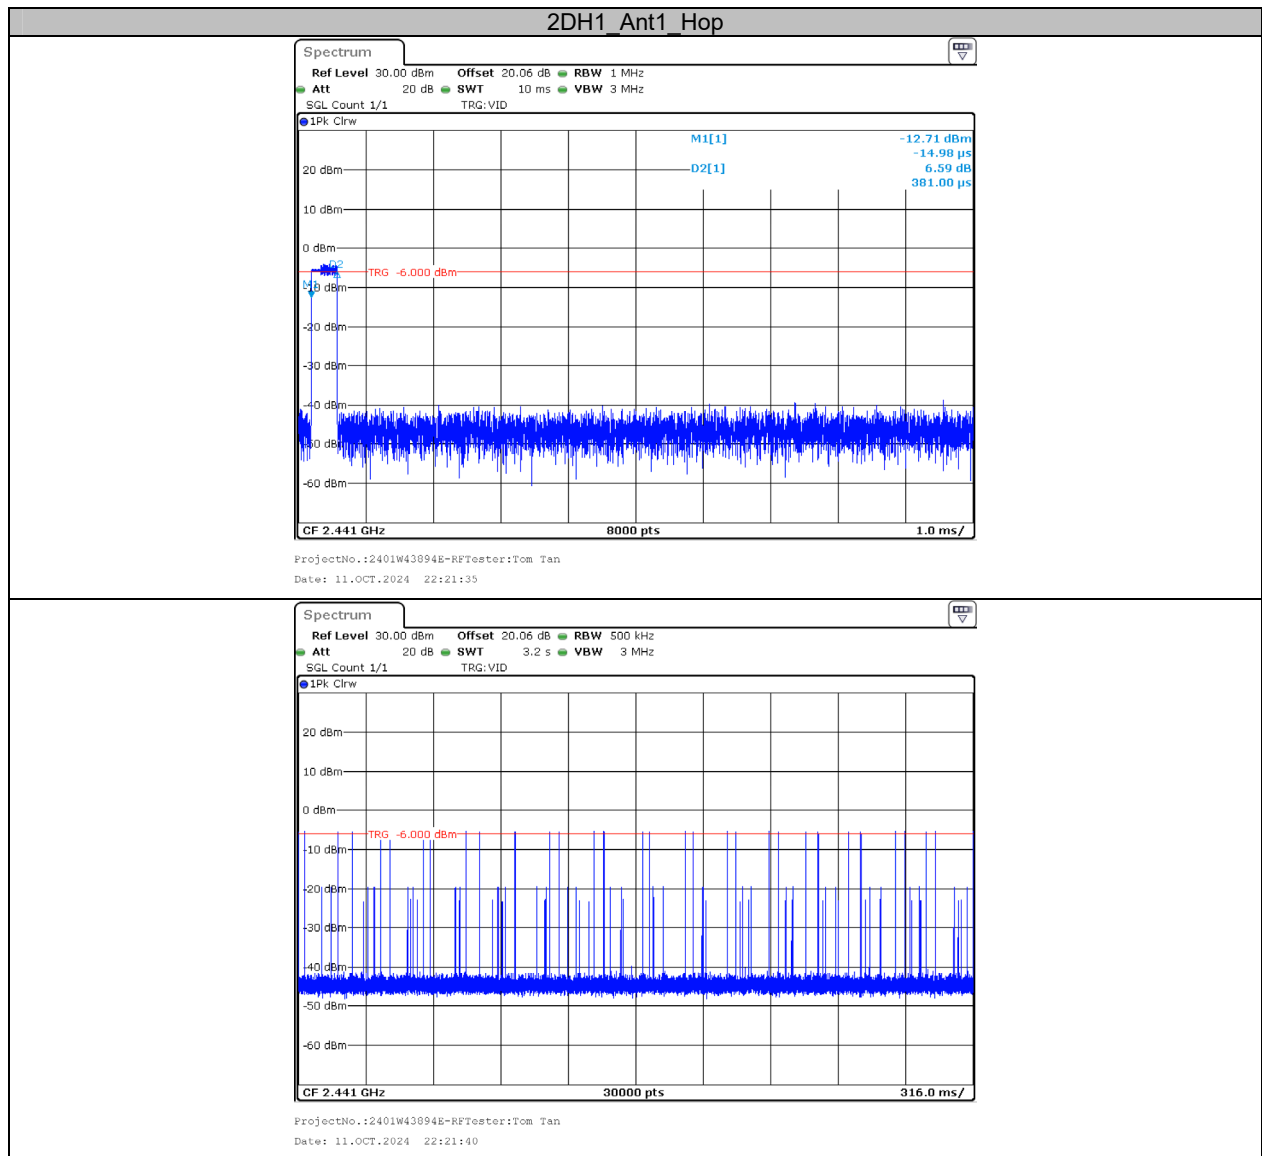 2DH1_Ant1_Hop
Spectrum
Ref Level 30.00 dBm Offset 20.06 dB RBW 1 MHz
Att 20 dB SWT 10 ms VBW 3 MHz
SGL Count 1/1 TRG:VID
1Pk Clrw
M1[1] -12.71 dBm
-14.98 µs
D2[1] 6.59 dB
381.00 µs
20 dBm
10 dBm
0 dBm
D2
TRG -6.000 dBm
M1
-10 dBm
-20 dBm
-30 dBm
-40 dBm
-50 dBm
-60 dBm
CF 2.441 GHz 8000 pts 1.0 ms/
ProjectNo.:2401W43894E-RFTester:Tom Tan
Date: 11.OCT.2024 22:21:35
Spectrum
Ref Level 30.00 dBm Offset 20.06 dB RBW 500 kHz
Att 20 dB SWT 3.2 s VBW 3 MHz
SGL Count 1/1 TRG:VID
1Pk Clrw
20 dBm
10 dBm
0 dBm
TRG -6.000 dBm
-10 dBm
-20 dBm
-30 dBm
-40 dBm
-50 dBm
-60 dBm
CF 2.441 GHz 30000 pts 316.0 ms/
ProjectNo.:2401W43894E-RFTester:Tom Tan
Date: 11.OCT.2024 22:21:40